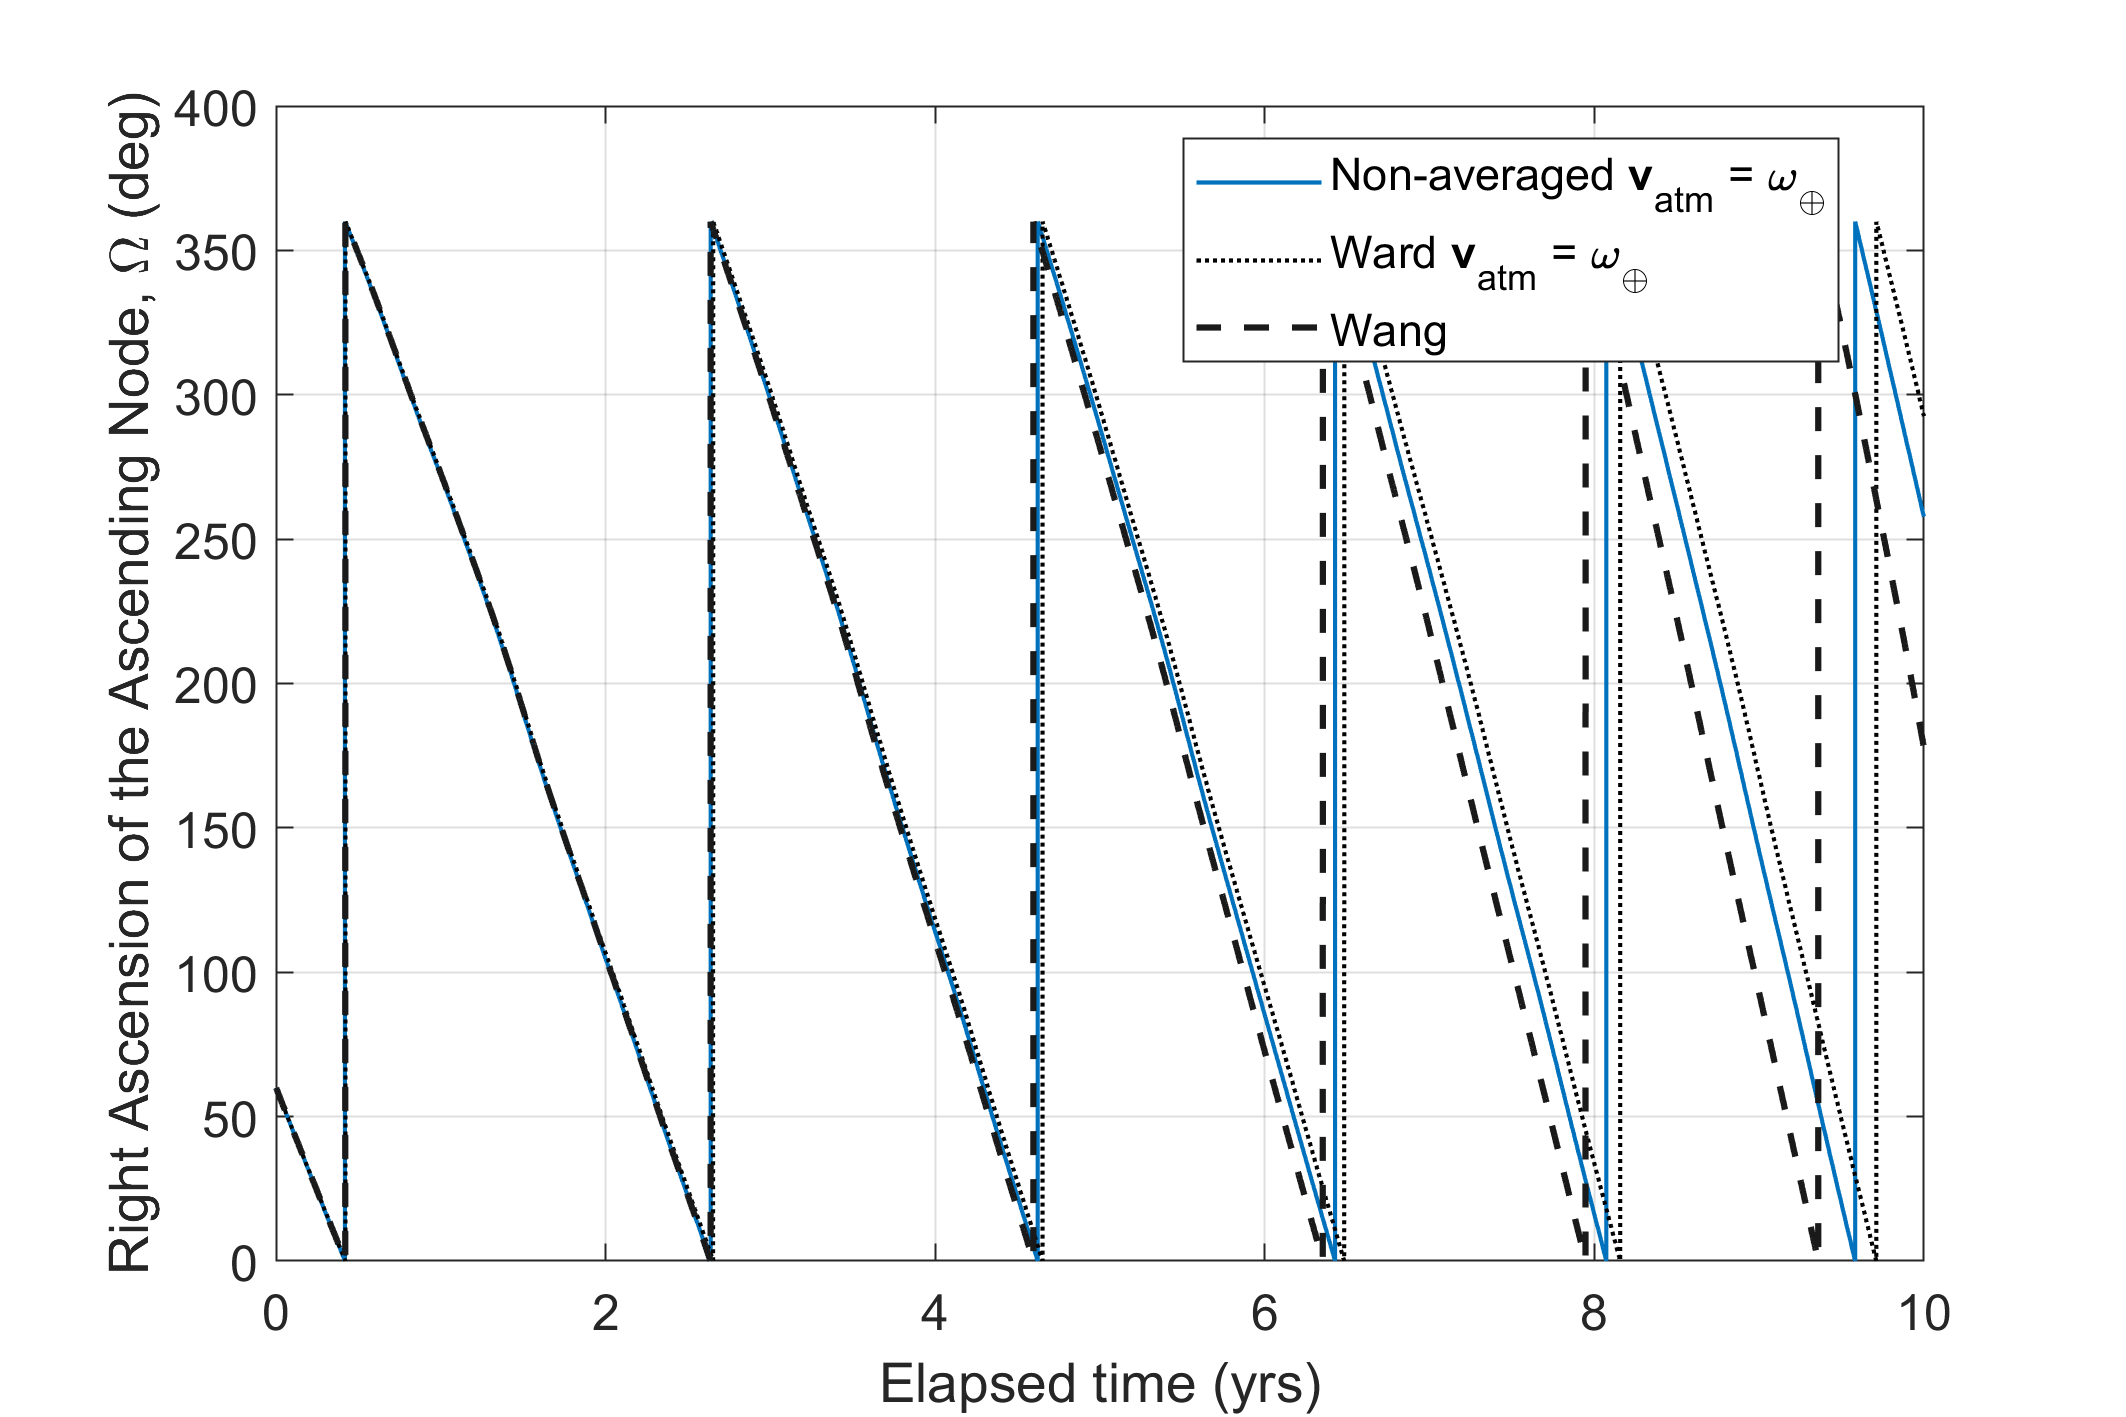 Right Ascension of the Ascending Node, Ω (deg)
400
350
300
250
200
150
100
50
0
Non-averaged v_atm = ω_⊕
Ward v_atm = ω_⊕
Wang
0 2 4 6 8 10
Elapsed time (yrs)